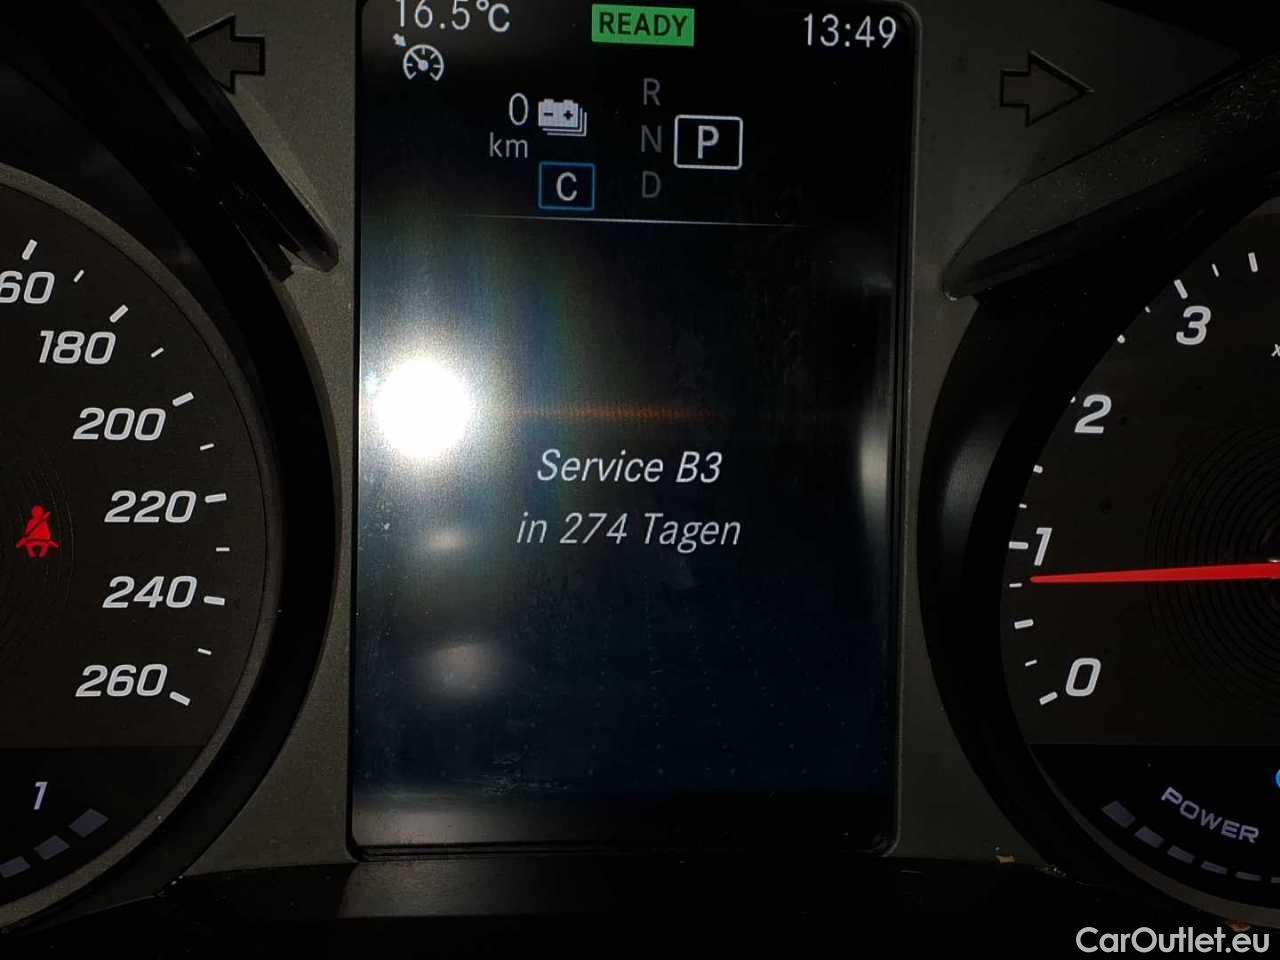 16.5°C READY 13:49
0 km
R
N
D
P
C
60
180
200
220
240
260
1
Service B3
in 274 Tagen
3
2
1
0
POWER
CarOutlet.eu